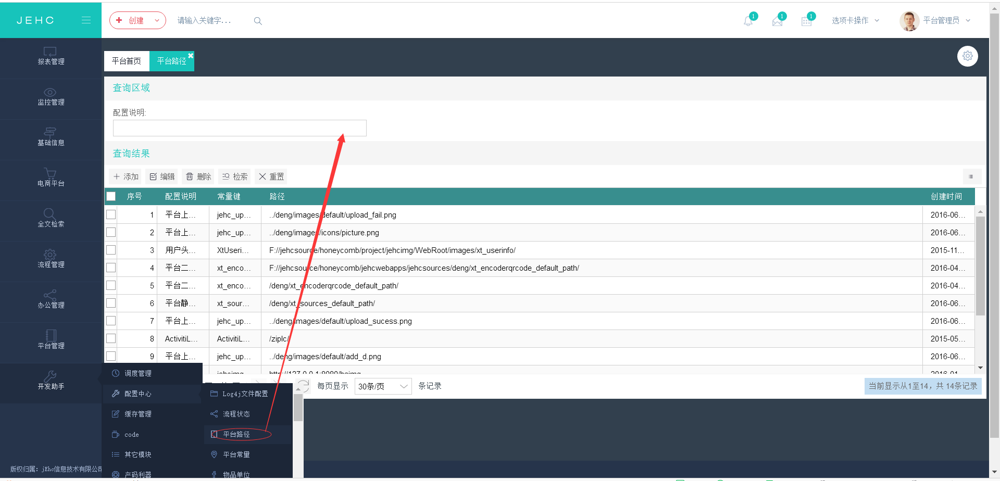 JEHC
创建
请输入关键字...
1
1
1
选项卡操作
平台管理员
报表管理
监控管理
基础信息
电商平台
全文检索
流程管理
办公管理
平台管理
开发助手
版权归属：jEhc信息技术有限公司
平台首页
平台路径
查询区域
配置说明:
查询结果
添加
编辑
删除
检索
重置
序号 配置说明 常量键 路径 创建时间
1 平台上... jehc_up... ../deng/images/default/upload_fail.png 2016-06...
2 平台上... jehc_up... ../deng/images/icons/picture.png 2016-06...
3 用户头... XtUseri... F://jehcsource/honeycomb/project/jehcimg/WebRoot/images/xt_userinfo/ 2015-11...
4 平台二... xt_enco... F://jehcsource/honeycomb/jehcwebapps/jehcsources/deng/xt_encoderqrcode_default_path/ 2016-04...
5 平台二... xt_enco... /deng/xt_encoderqrcode_default_path/ 2016-04...
6 平台静... xt_sour... /deng/xt_sources_default_path/ 2016-06...
7 平台上... jehc_up... ../deng/images/default/upload_sucess.png 2016-06...
8 ActivitiL... ActivitiL... /ziplc/ 2015-05...
9 平台上... jehc_up... ../deng/images/default/add_d.png 2016-06...
每页显示 30条/页 条记录
当前显示从1至14，共 14条记录
调度管理
配置中心
缓存管理
code
其它模块
产码利器
Log4j文件配置
流程状态
平台路径
平台常量
物品单位